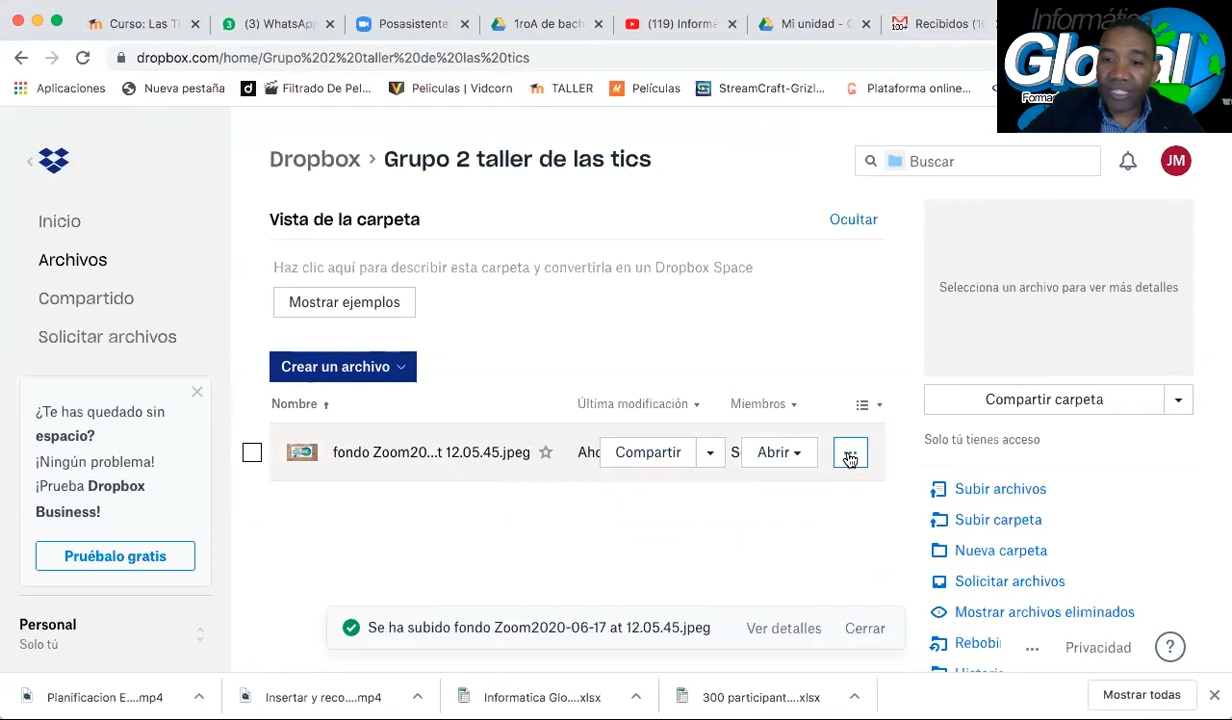 Curso: Las Ti
(3) WhatsApp
Posasistente
1roA de bach
(119) Informá
Mi unidad - G
Recibidos (19
dropbox.com/home/Grupo%202%20taller%20de%20las%20tics
Aplicaciones
Nueva pestaña
Filtrado De Pel...
Peliculas | Vidcorn
TALLER
Películas
StreamCraft-Grizl...
Plataforma online...
Informática
Global
Dropbox › Grupo 2 taller de las tics
Buscar
JM
Inicio
Archivos
Compartido
Solicitar archivos
¿Te has quedado sin
espacio?
¡Ningún problema!
¡Prueba Dropbox
Business!
Pruébalo gratis
Personal
Solo tú
Vista de la carpeta
Ocultar
Haz clic aquí para describir esta carpeta y convertirla en un Dropbox Space
Mostrar ejemplos
Crear un archivo
Nombre
Última modificación
Miembros
fondo Zoom20...t 12.05.45.jpeg
Aho
Compartir
S
Abrir
Se ha subido fondo Zoom2020-06-17 at 12.05.45.jpeg
Ver detalles
Cerrar
Selecciona un archivo para ver más detalles
Compartir carpeta
Solo tú tienes acceso
Subir archivos
Subir carpeta
Nueva carpeta
Solicitar archivos
Mostrar archivos eliminados
Rebobi
Privacidad
?
Planificacion E....mp4
Insertar y reco....mp4
Informatica Glo....xlsx
300 participant....xlsx
Mostrar todas